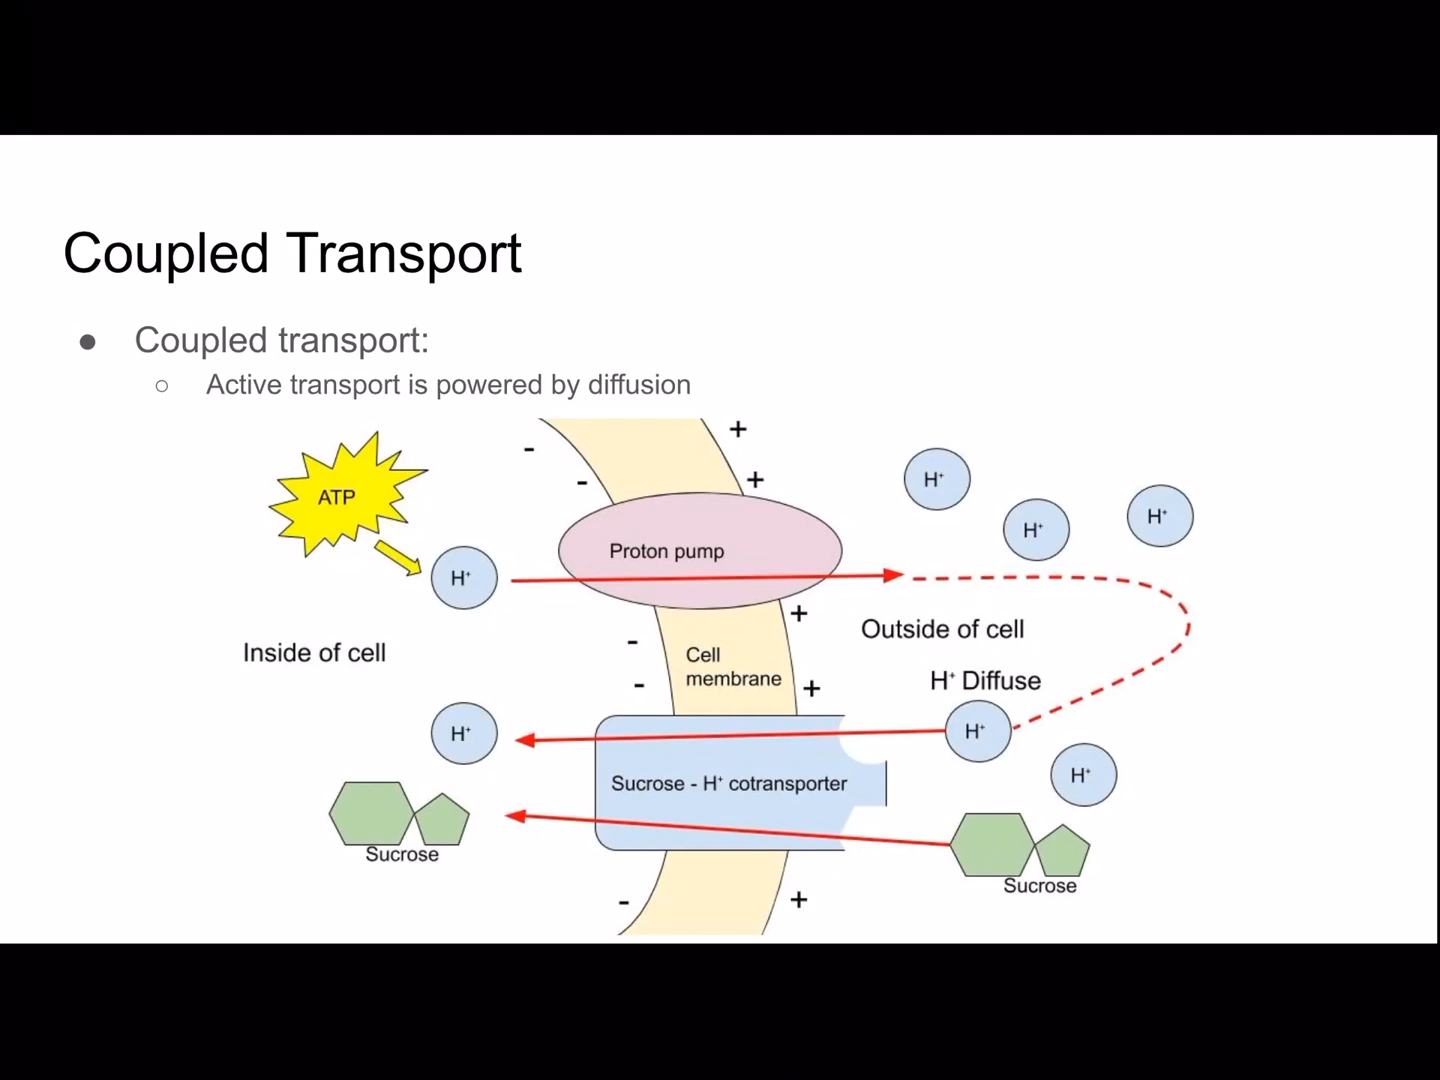 Coupled Transport
● Coupled transport:
○ Active transport is powered by diffusion
ATP
H⁺
Proton pump
H⁺
H⁺
H⁺
Inside of cell
Cell
membrane
Outside of cell
H⁺ Diffuse
H⁺
H⁺
H⁺
Sucrose - H⁺ cotransporter
Sucrose
Sucrose
- - - - -
+ + + + +